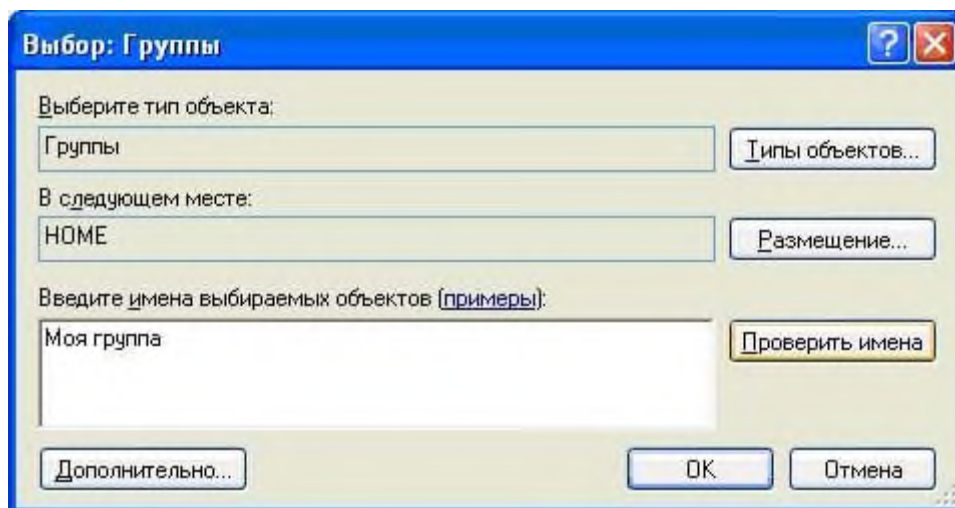 Выбор: Группы
Выберите тип объекта:
Группы
Типы объектов...
В следующем месте:
HOME
Размещение...
Введите имена выбираемых объектов (примеры):
Моя группа
Проверить имена
Дополнительно...
OK
Отмена